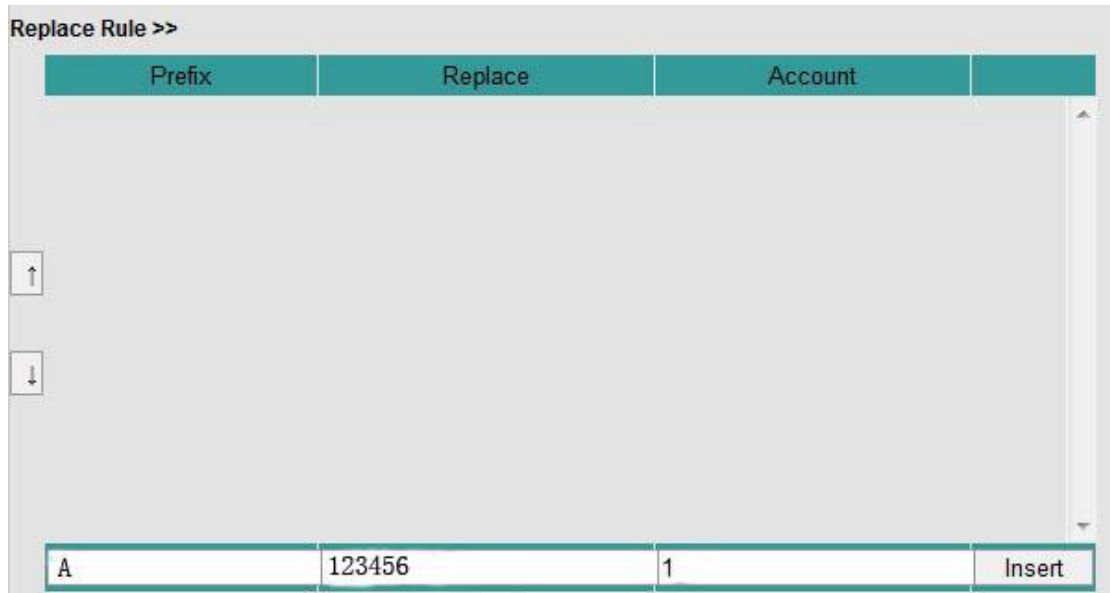 Replace Rule >>
Prefix Replace Account
↑
↓
A 123456 1 Insert